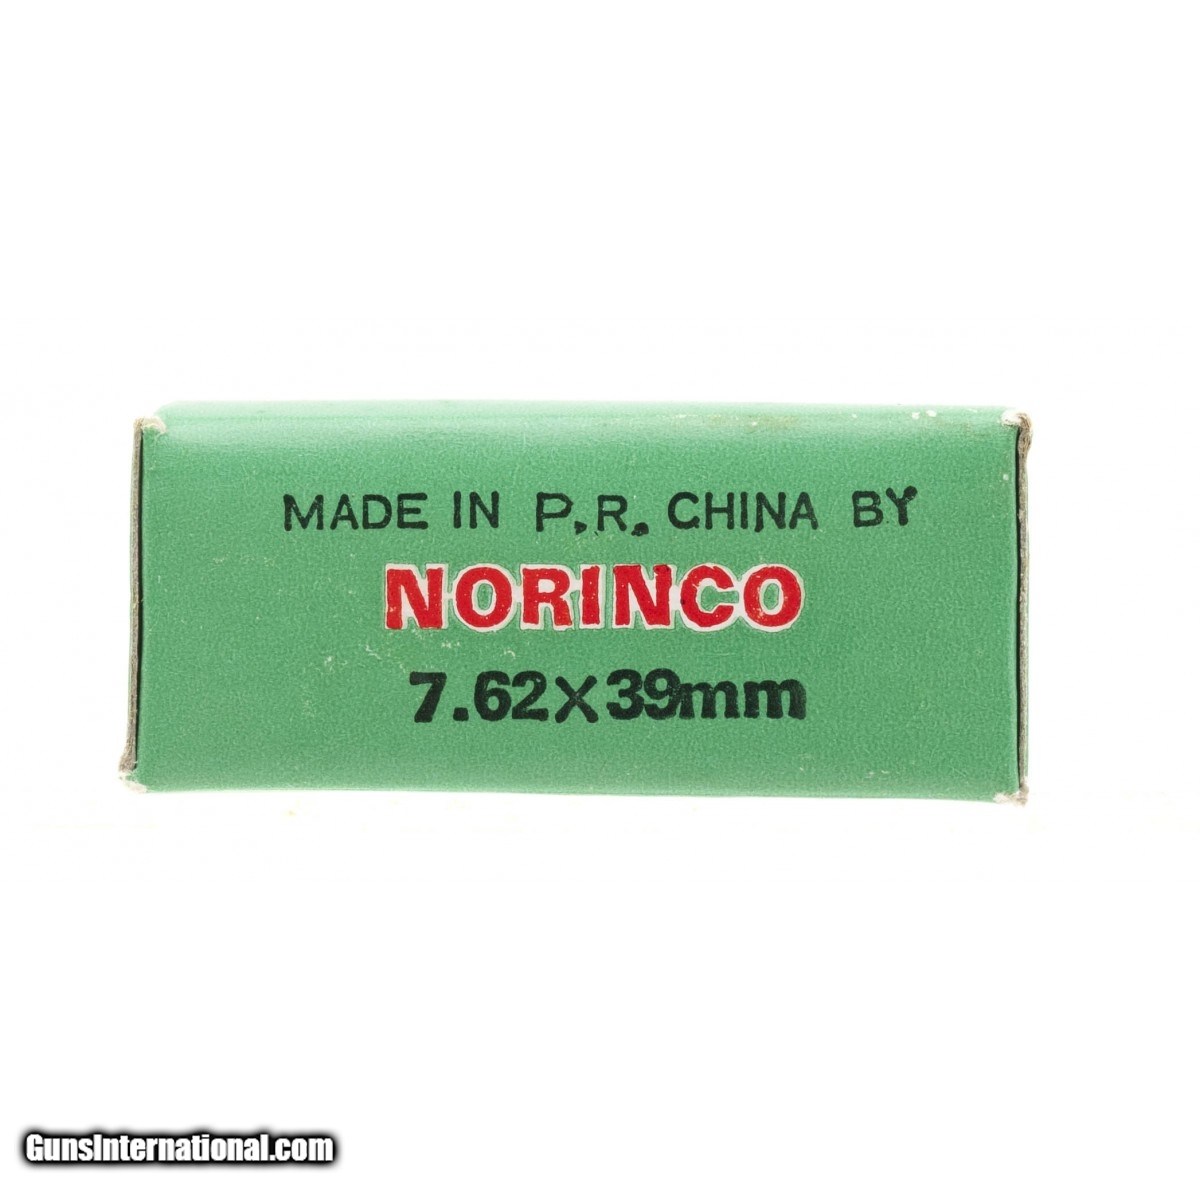 MADE IN P.R. CHINA BY
NORINCO
7.62x39mm
GunsInternational.com